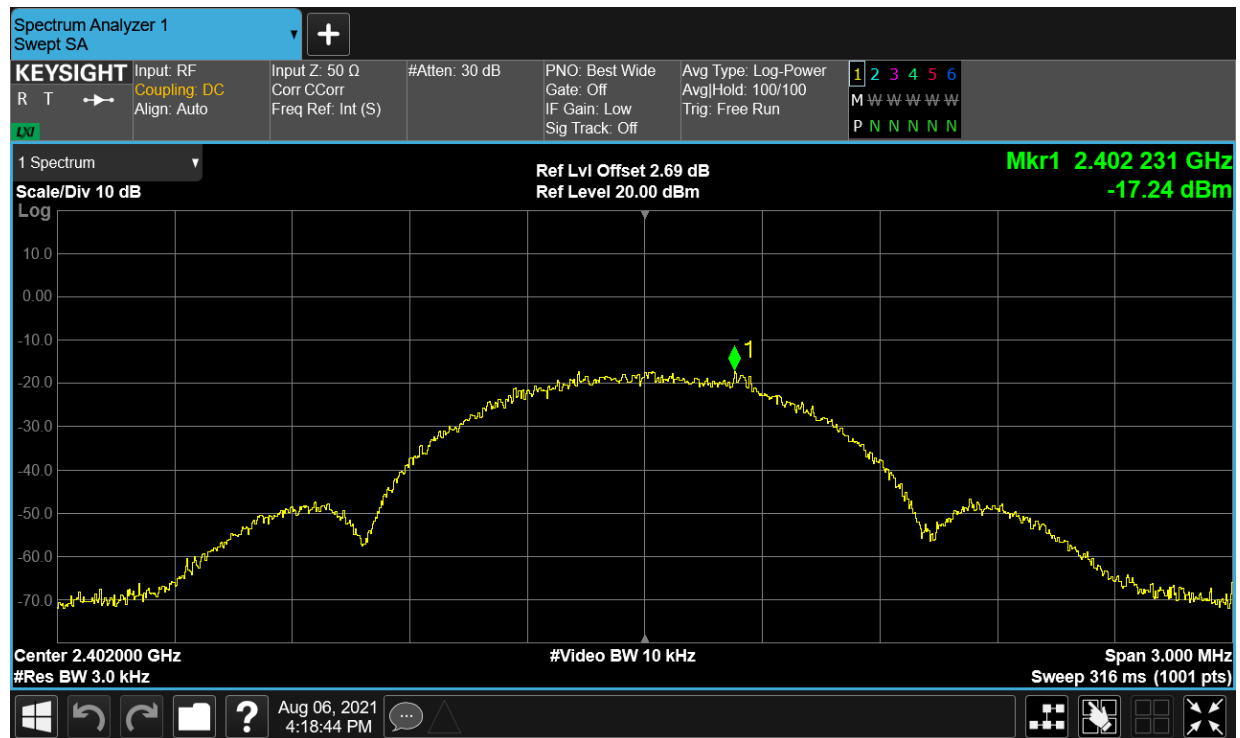 Spectrum Analyzer 1
Swept SA
KEYSIGHT
R T
LXI
Input: RF
Coupling: DC
Align: Auto
Input Z: 50 Ω
Corr CCorr
Freq Ref: Int (S)
#Atten: 30 dB
PNO: Best Wide
Gate: Off
IF Gain: Low
Sig Track: Off
Avg Type: Log-Power
Avg|Hold: 100/100
Trig: Free Run
1 2 3 4 5 6
M W W W W W
P N N N N N N
1 Spectrum
Scale/Div 10 dB
Ref Lvl Offset 2.69 dB
Ref Level 20.00 dBm
Mkr1 2.402 231 GHz
-17.24 dBm
Log
10.0
0.00
-10.0
1
-20.0
-30.0
-40.0
-50.0
-60.0
-70.0
Center 2.402000 GHz
#Video BW 10 kHz
Span 3.000 MHz
#Res BW 3.0 kHz
Sweep 316 ms (1001 pts)
?
Aug 06, 2021
4:18:44 PM